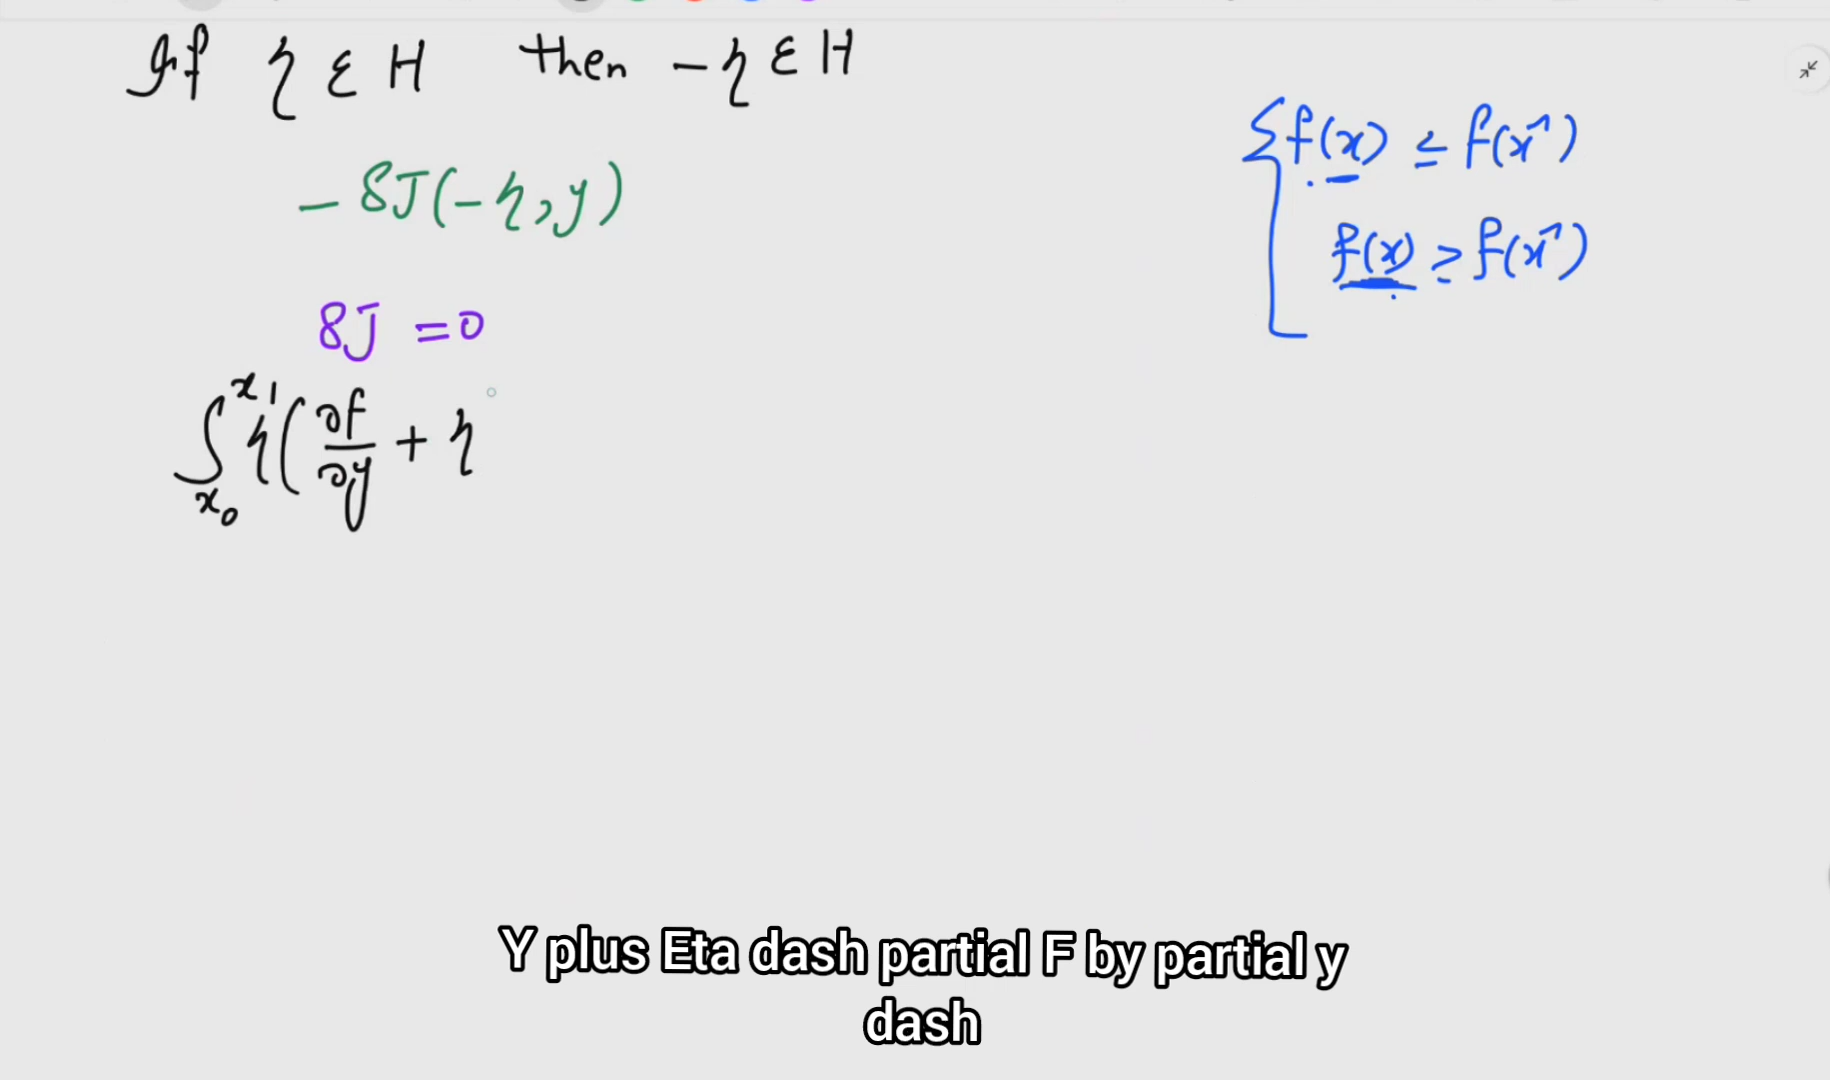 If η ε H then -η ε H
{f(x) ≤ f(x^)
-δJ(-η,y)
f(x) ≥ f(x^)
δJ = 0
∫_{x₀}^{x₁} η(∂f/∂y + η
Y plus Eta dash partial F by partial y
dash